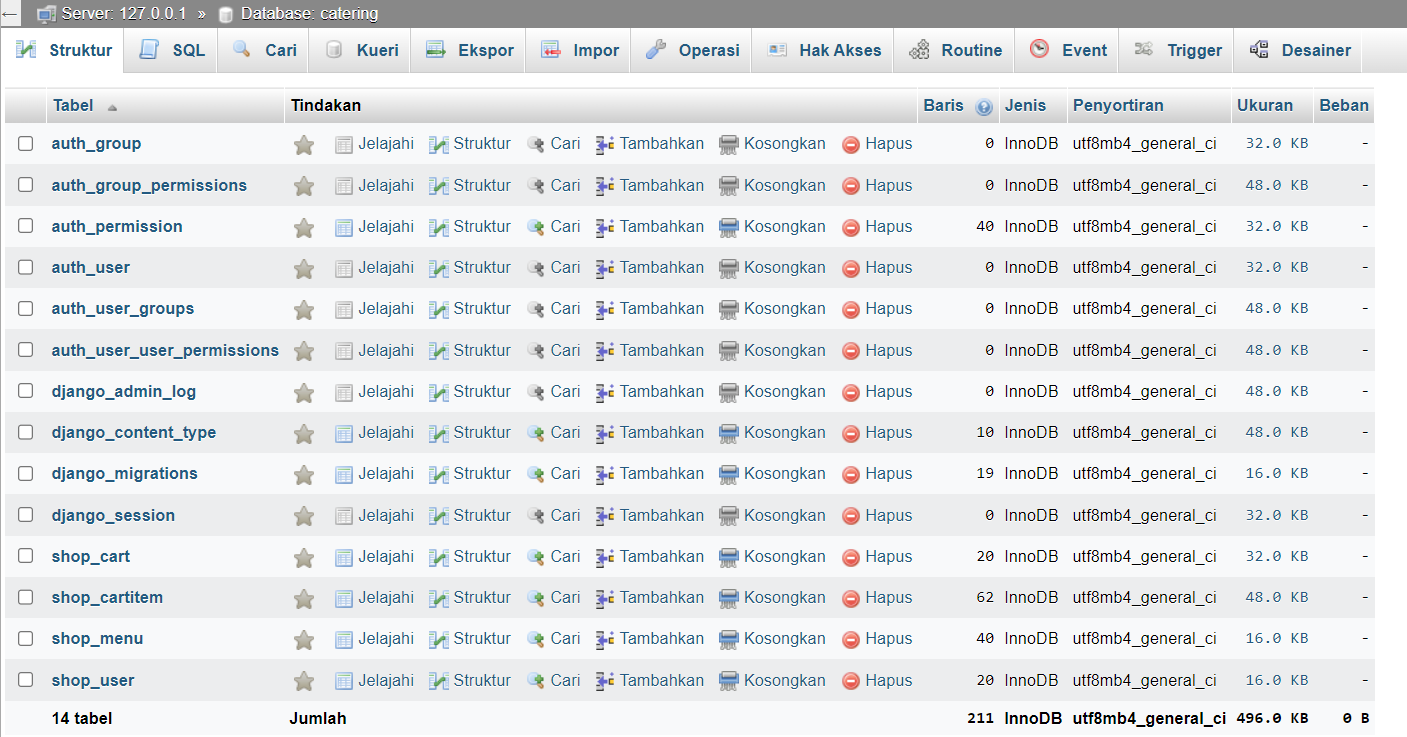 Server: 127.0.0.1 » Database: catering
Struktur SQL Cari Kueri Ekspor Impor Operasi Hak Akses Routine Event Trigger Desainer
Tabel Tindakan Baris Jenis Penyortiran Ukuran Beban
auth_group Jelajahi Struktur Cari Tambahkan Kosongkan Hapus 0 InnoDB utf8mb4_general_ci 32.0 KB -
auth_group_permissions Jelajahi Struktur Cari Tambahkan Kosongkan Hapus 0 InnoDB utf8mb4_general_ci 48.0 KB -
auth_permission Jelajahi Struktur Cari Tambahkan Kosongkan Hapus 40 InnoDB utf8mb4_general_ci 32.0 KB -
auth_user Jelajahi Struktur Cari Tambahkan Kosongkan Hapus 0 InnoDB utf8mb4_general_ci 32.0 KB -
auth_user_groups Jelajahi Struktur Cari Tambahkan Kosongkan Hapus 0 InnoDB utf8mb4_general_ci 48.0 KB -
auth_user_user_permissions Jelajahi Struktur Cari Tambahkan Kosongkan Hapus 0 InnoDB utf8mb4_general_ci 48.0 KB -
django_admin_log Jelajahi Struktur Cari Tambahkan Kosongkan Hapus 0 InnoDB utf8mb4_general_ci 48.0 KB -
django_content_type Jelajahi Struktur Cari Tambahkan Kosongkan Hapus 10 InnoDB utf8mb4_general_ci 48.0 KB -
django_migrations Jelajahi Struktur Cari Tambahkan Kosongkan Hapus 19 InnoDB utf8mb4_general_ci 16.0 KB -
django_session Jelajahi Struktur Cari Tambahkan Kosongkan Hapus 0 InnoDB utf8mb4_general_ci 32.0 KB -
shop_cart Jelajahi Struktur Cari Tambahkan Kosongkan Hapus 20 InnoDB utf8mb4_general_ci 32.0 KB -
shop_cartitem Jelajahi Struktur Cari Tambahkan Kosongkan Hapus 62 InnoDB utf8mb4_general_ci 48.0 KB -
shop_menu Jelajahi Struktur Cari Tambahkan Kosongkan Hapus 40 InnoDB utf8mb4_general_ci 16.0 KB -
shop_user Jelajahi Struktur Cari Tambahkan Kosongkan Hapus 20 InnoDB utf8mb4_general_ci 16.0 KB -
14 tabel Jumlah 211 InnoDB utf8mb4_general_ci 496.0 KB 0 B